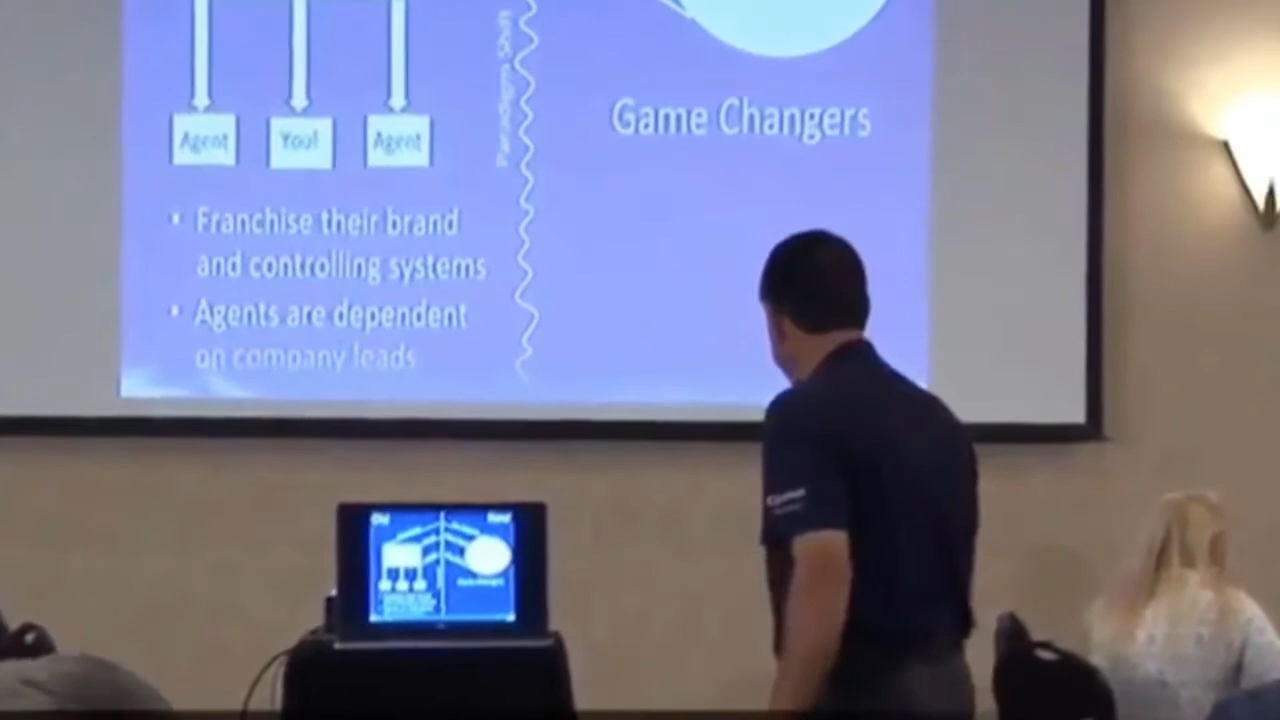 Agent
You!
Agent
• Franchise their brand
and controlling systems
• Agents are dependent
on company leads
Paradigm Shift
Game Changers
Old